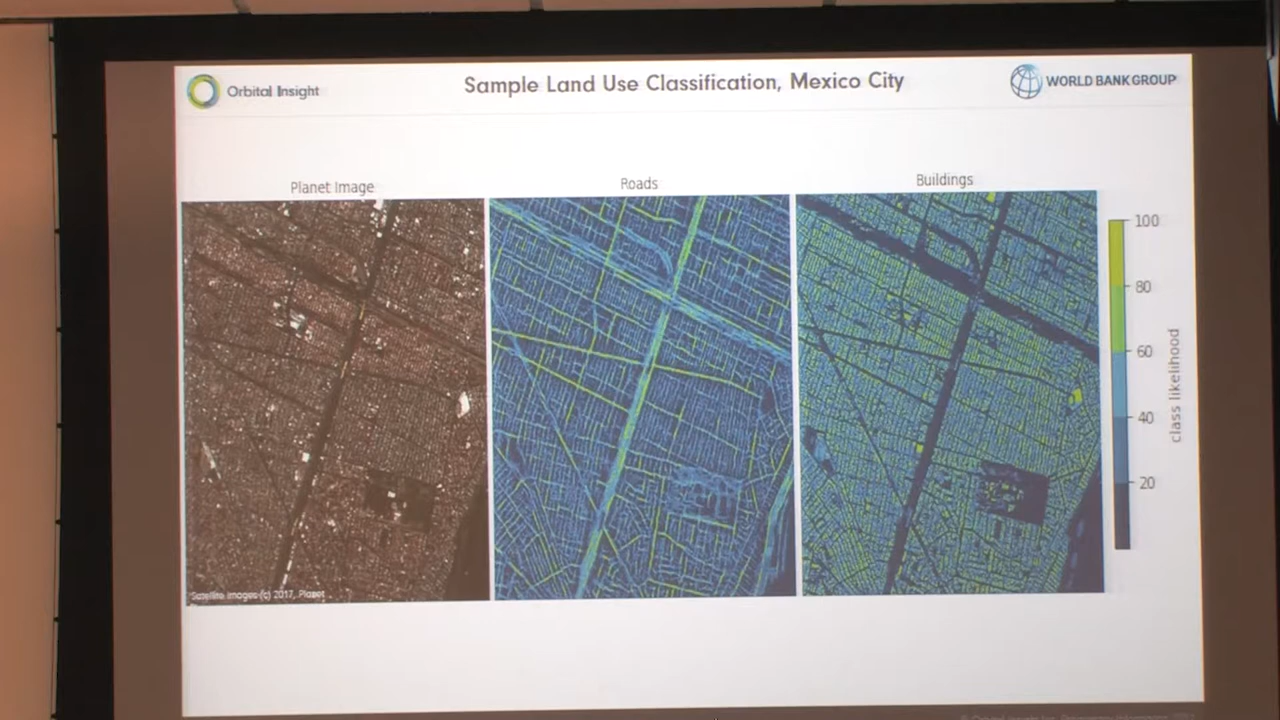 Orbital Insight
Sample Land Use Classification, Mexico City
WORLD BANK GROUP
Planet Image
Roads
Buildings
100
80
60
40
20
class likelihood
Satellite images (c) 2017, Planet